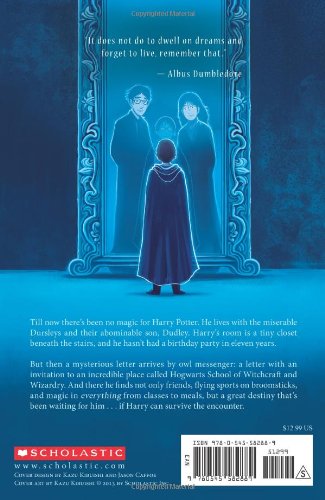 "It does not do to dwell on dreams and
forget to live, remember that."
— Albus Dumbledore
Till now there's been no magic for Harry Potter. He lives with the miserable
Dursleys and their abominable son, Dudley. Harry's room is a tiny closet
beneath the stairs, and he hasn't had a birthday party in eleven years.
But then a mysterious letter arrives by owl messenger: a letter with an
invitation to an incredible place called Hogwarts School of Witchcraft and
Wizardry. And there he finds not only friends, flying sports on broomsticks,
and magic in everything from classes to meals, but a great destiny that's
been waiting for him . . . if Harry can survive the encounter.
$12.99 US
SCHOLASTIC
www.scholastic.com
Cover design by Kazu Kibuishi and Jason Caffoe
Cover art by Kazu Kibuishi © 2013 by Scholastic Inc.
ISBN 978-0-545-58288-9
51299
EAN
9 780545 582889
S